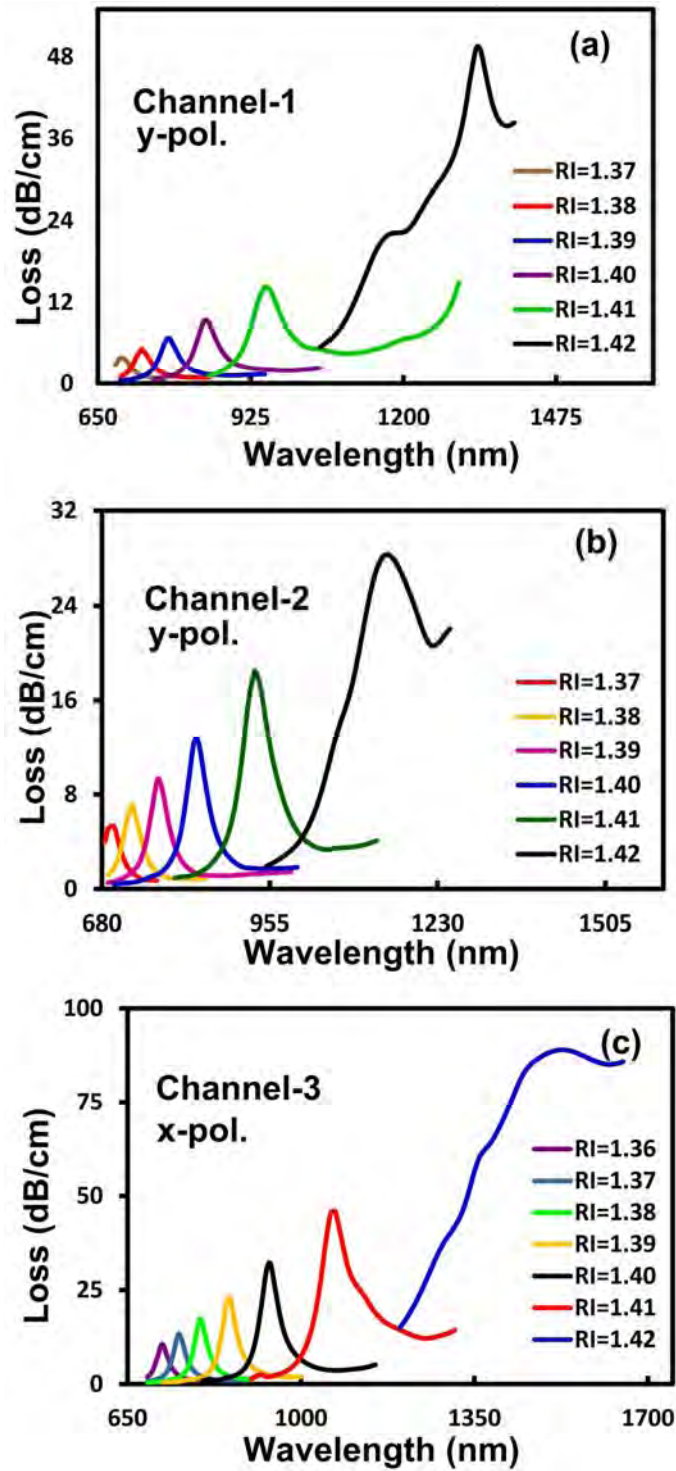 (a)
48
Channel-1
y-pol.
36
24
12
0
Loss (dB/cm)
RI=1.37
RI=1.38
RI=1.39
RI=1.40
RI=1.41
RI=1.42
650 925 1200 1475
Wavelength (nm)
(b)
32
Channel-2
y-pol.
24
16
8
0
Loss (dB/cm)
RI=1.37
RI=1.38
RI=1.39
RI=1.40
RI=1.41
RI=1.42
680 955 1230 1505
Wavelength (nm)
(c)
100
Channel-3
x-pol.
75
50
25
0
Loss (dB/cm)
RI=1.36
RI=1.37
RI=1.38
RI=1.39
RI=1.40
RI=1.41
RI=1.42
650 1000 1350 1700
Wavelength (nm)